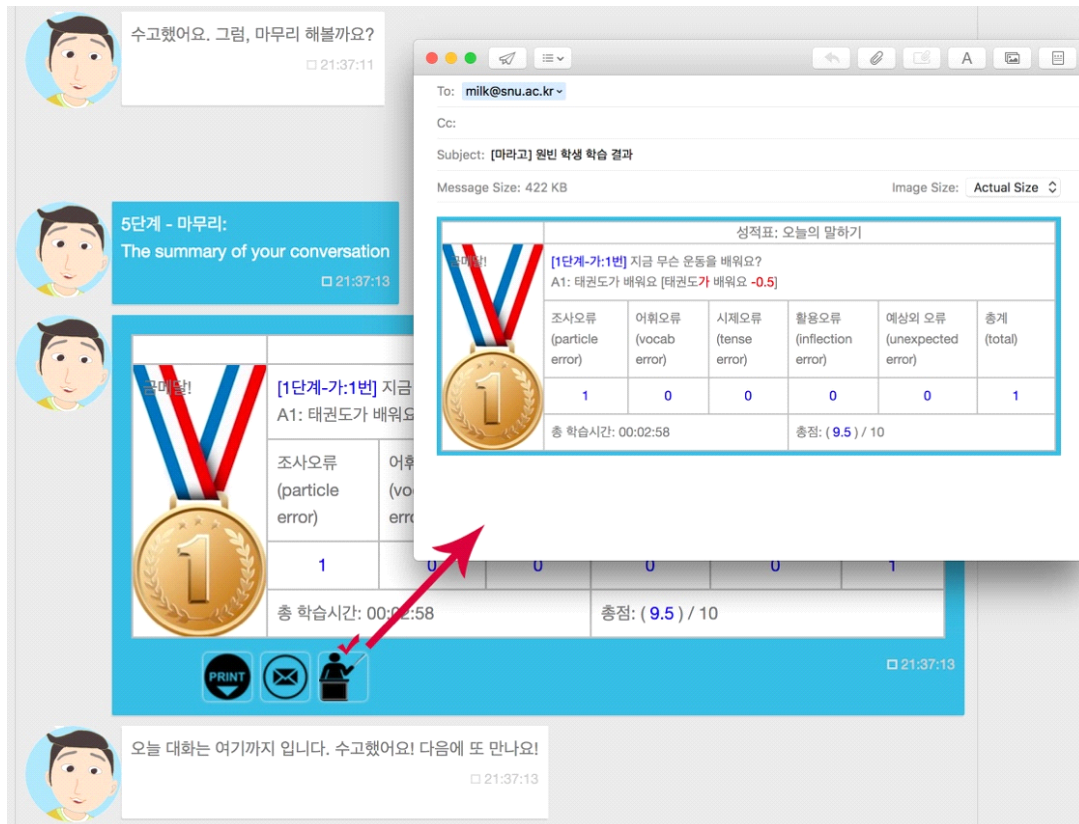 수고했어요. 그럼, 마무리 해볼까요?
21:37:11
5단계 - 마무리:
The summary of your conversation
21:37:13
금메달!
[1단계-가:1번] 지금
A1: 태권도가 배워요
조사오류
(particle
error)
어휘
(vo
erro
1
0
0
0
0
1
총 학습시간: 00:02:58
총점: ( 9.5 ) / 10
PRINT
21:37:13
오늘 대화는 여기까지 입니다. 수고했어요! 다음에 또 만나요!
21:37:13
To: milk@snu.ac.kr
Cc:
Subject: [마라고] 원빈 학생 학습 결과
Message Size: 422 KB
Image Size: Actual Size
성적표: 오늘의 말하기
금메달!
[1단계-가:1번] 지금 무슨 운동을 배워요?
A1: 태권도가 배워요 [태권도가 배워요 -0.5]
조사오류
(particle
error)
어휘오류
(vocab
error)
시제오류
(tense
error)
활용오류
(inflection
error)
예상외 오류
(unexpected
error)
총계
(total)
1
0
0
0
0
1
총 학습시간: 00:02:58
총점: ( 9.5 ) / 10